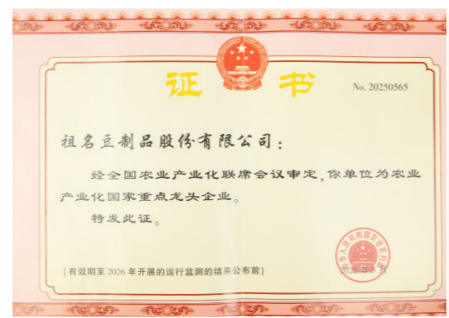 证书
No. 20250565
祖名豆制品股份有限公司：
经全国农业产业化联席会议审定，你单位为农业
产业化国家重点龙头企业。
特发此证。
（有效期至2026年开展的运行监测的结果公布前）